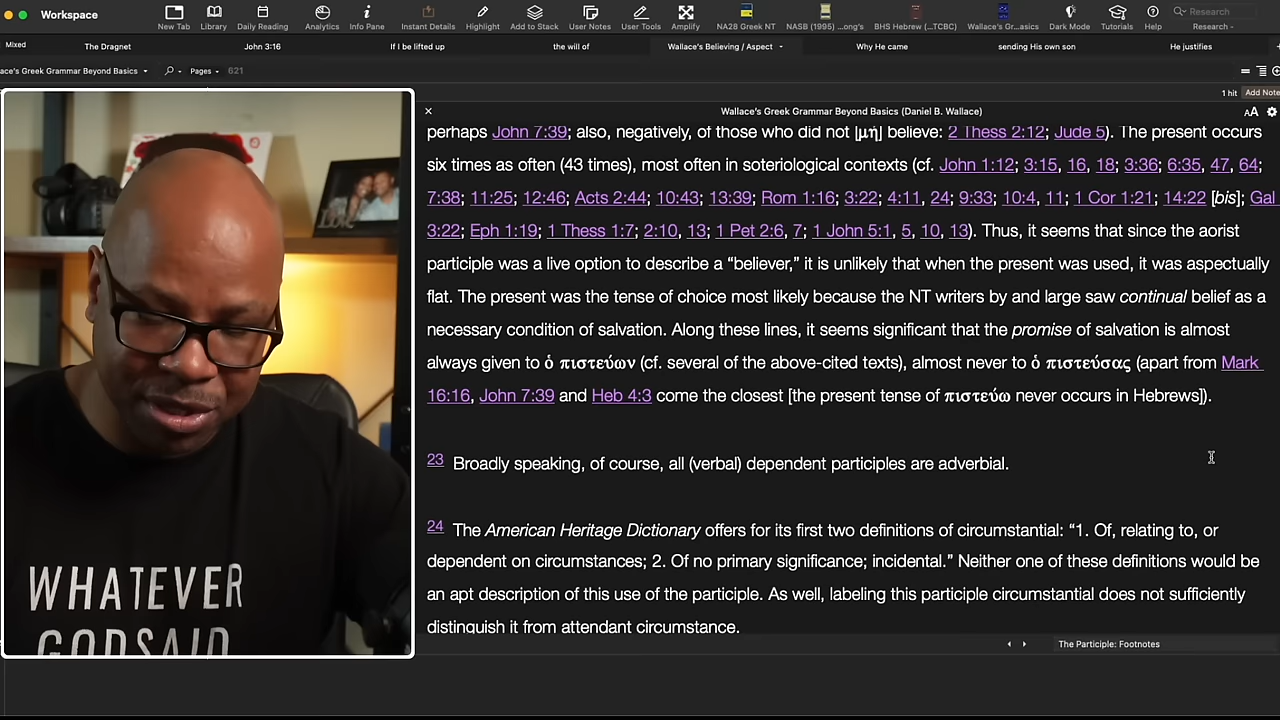 Workspace
New Tab
Library
Daily Reading
Analytics
Info Pane
Instant Details
Highlight
Add to Stack
User Notes
User Tools
Amplify
NA28 Greek NT
NASB (1995) ...ong's
BHS Hebrew (...TCBC)
Wallace's Gr...asics
Dark Mode
Tutorials
Help
Research
Research
Mixed
The Dragnet
John 3:16
If I be lifted up
the will of
Wallace's Believing / Aspect
Why He came
sending His own son
He justifies
ace's Greek Grammar Beyond Basics
Pages
621
1 hit
Add Note
Wallace's Greek Grammar Beyond Basics (Daniel B. Wallace)
perhaps John 7:39; also, negatively, of those who did not [μὴ] believe: 2 Thess 2:12; Jude 5). The present occurs
six times as often (43 times), most often in soteriological contexts (cf. John 1:12; 3:15, 16, 18; 3:36; 6:35, 47, 64;
7:38; 11:25; 12:46; Acts 2:44; 10:43; 13:39; Rom 1:16; 3:22; 4:11, 24; 9:33; 10:4, 11; 1 Cor 1:21; 14:22 [bis]; Gal
3:22; Eph 1:19; 1 Thess 1:7; 2:10, 13; 1 Pet 2:6, 7; 1 John 5:1, 5, 10, 13). Thus, it seems that since the aorist
participle was a live option to describe a “believer,” it is unlikely that when the present was used, it was aspectually
flat. The present was the tense of choice most likely because the NT writers by and large saw continual belief as a
necessary condition of salvation. Along these lines, it seems significant that the promise of salvation is almost
always given to ὁ πιστεύων (cf. several of the above-cited texts), almost never to ὁ πιστεύσας (apart from Mark
16:16, John 7:39 and Heb 4:3 come the closest [the present tense of πιστεύω never occurs in Hebrews]).
23 Broadly speaking, of course, all (verbal) dependent participles are adverbial.
24 The American Heritage Dictionary offers for its first two definitions of circumstantial: “1. Of, relating to, or
dependent on circumstances; 2. Of no primary significance; incidental.” Neither one of these definitions would be
an apt description of this use of the participle. As well, labeling this participle circumstantial does not sufficiently
distinguish it from attendant circumstance.
The Participle: Footnotes
WHATEVER
GODSAID